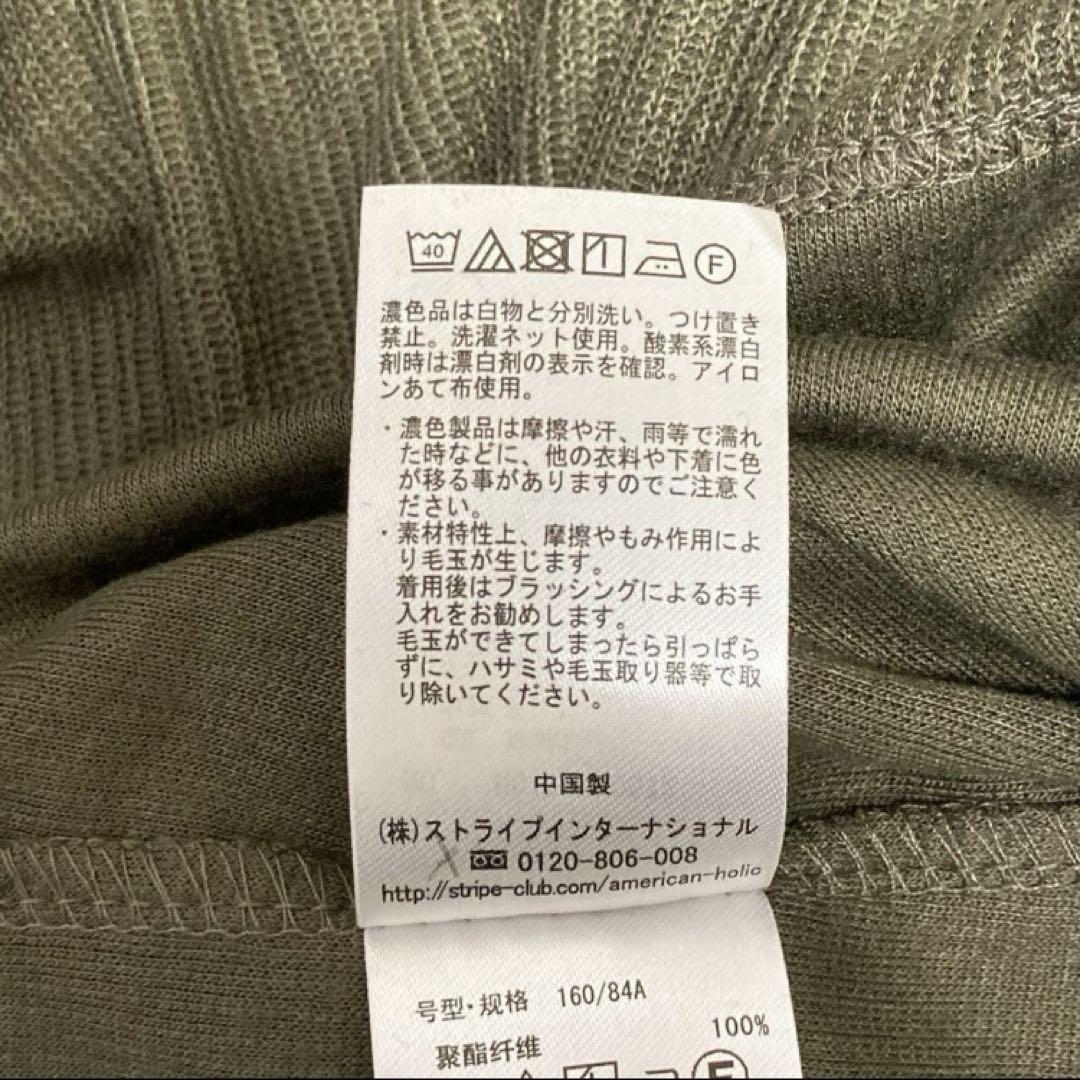 40
F
濃色品は白物と分別洗い。つけ置き
禁止。洗濯ネット使用。酸素系漂白
剤時は漂白剤の表示を確認。アイロ
ンあて布使用。
・濃色製品は摩擦や汗、雨等で濡れ
た時などに、他の衣料や下着に色
が移る事がありますのでご注意く
ださい。
・素材特性上、摩擦やもみ作用によ
り毛玉が生じます。
着用後はブラッシングによるお手
入れをお勧めします。
毛玉ができてしまったら引っぱら
ずに、ハサミや毛玉取り器等で取
り除いてください。
中国製
(株)ストライプインターナショナル
0120-806-008
http://stripe-club.com/american-holic
号型·规格 160/84A
100%
聚酯纤维
F